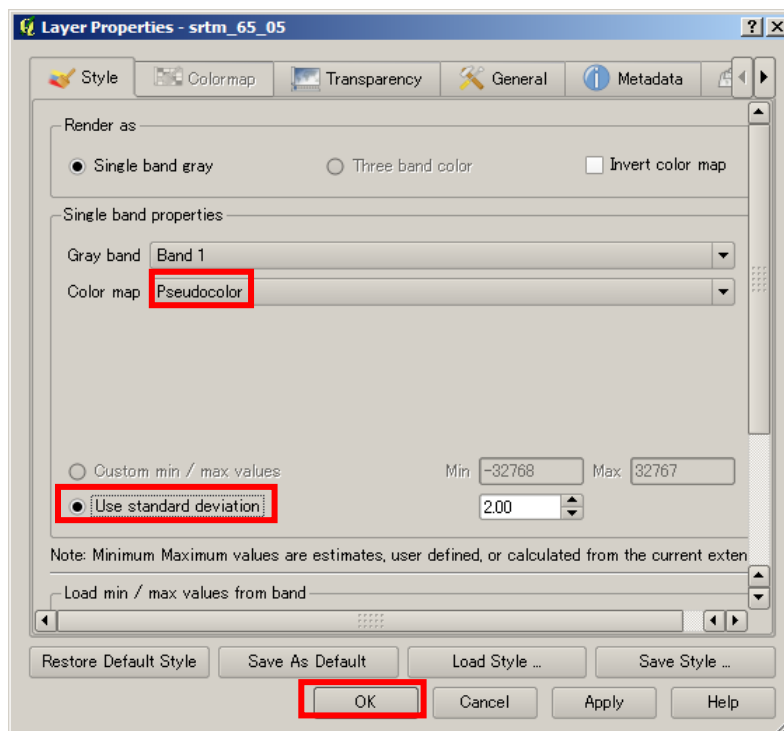 Layer Properties - srtm_65_05
Style Colormap Transparency General Metadata
Render as
Single band gray Three band color Invert color map
Single band properties
Gray band Band 1
Color map Pseudocolor
Custom min / max values Min -32768 Max 32767
Use standard deviation 2.00
Note: Minimum Maximum values are estimates, user defined, or calculated from the current exten
Load min / max values from band
Restore Default Style Save As Default Load Style ... Save Style ...
OK Cancel Apply Help